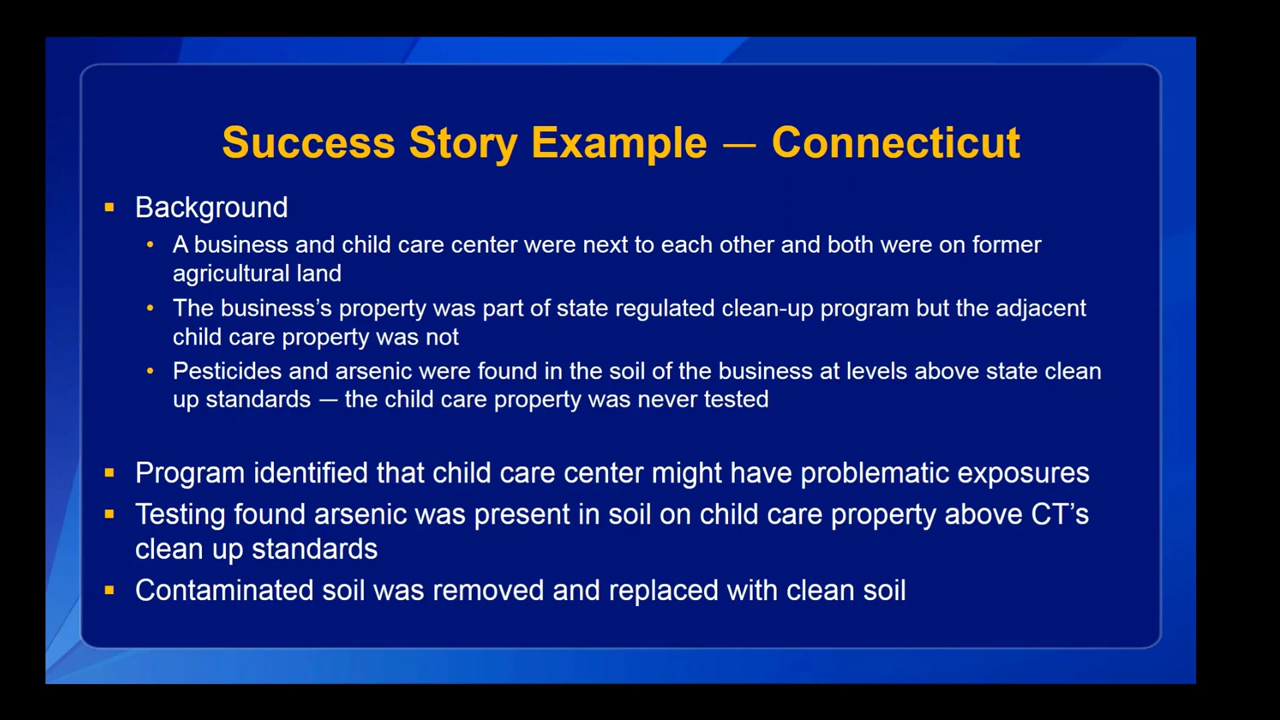 Success Story Example — Connecticut
Background
A business and child care center were next to each other and both were on former
agricultural land
The business’s property was part of state regulated clean-up program but the adjacent
child care property was not
Pesticides and arsenic were found in the soil of the business at levels above state clean
up standards — the child care property was never tested
Program identified that child care center might have problematic exposures
Testing found arsenic was present in soil on child care property above CT’s
clean up standards
Contaminated soil was removed and replaced with clean soil